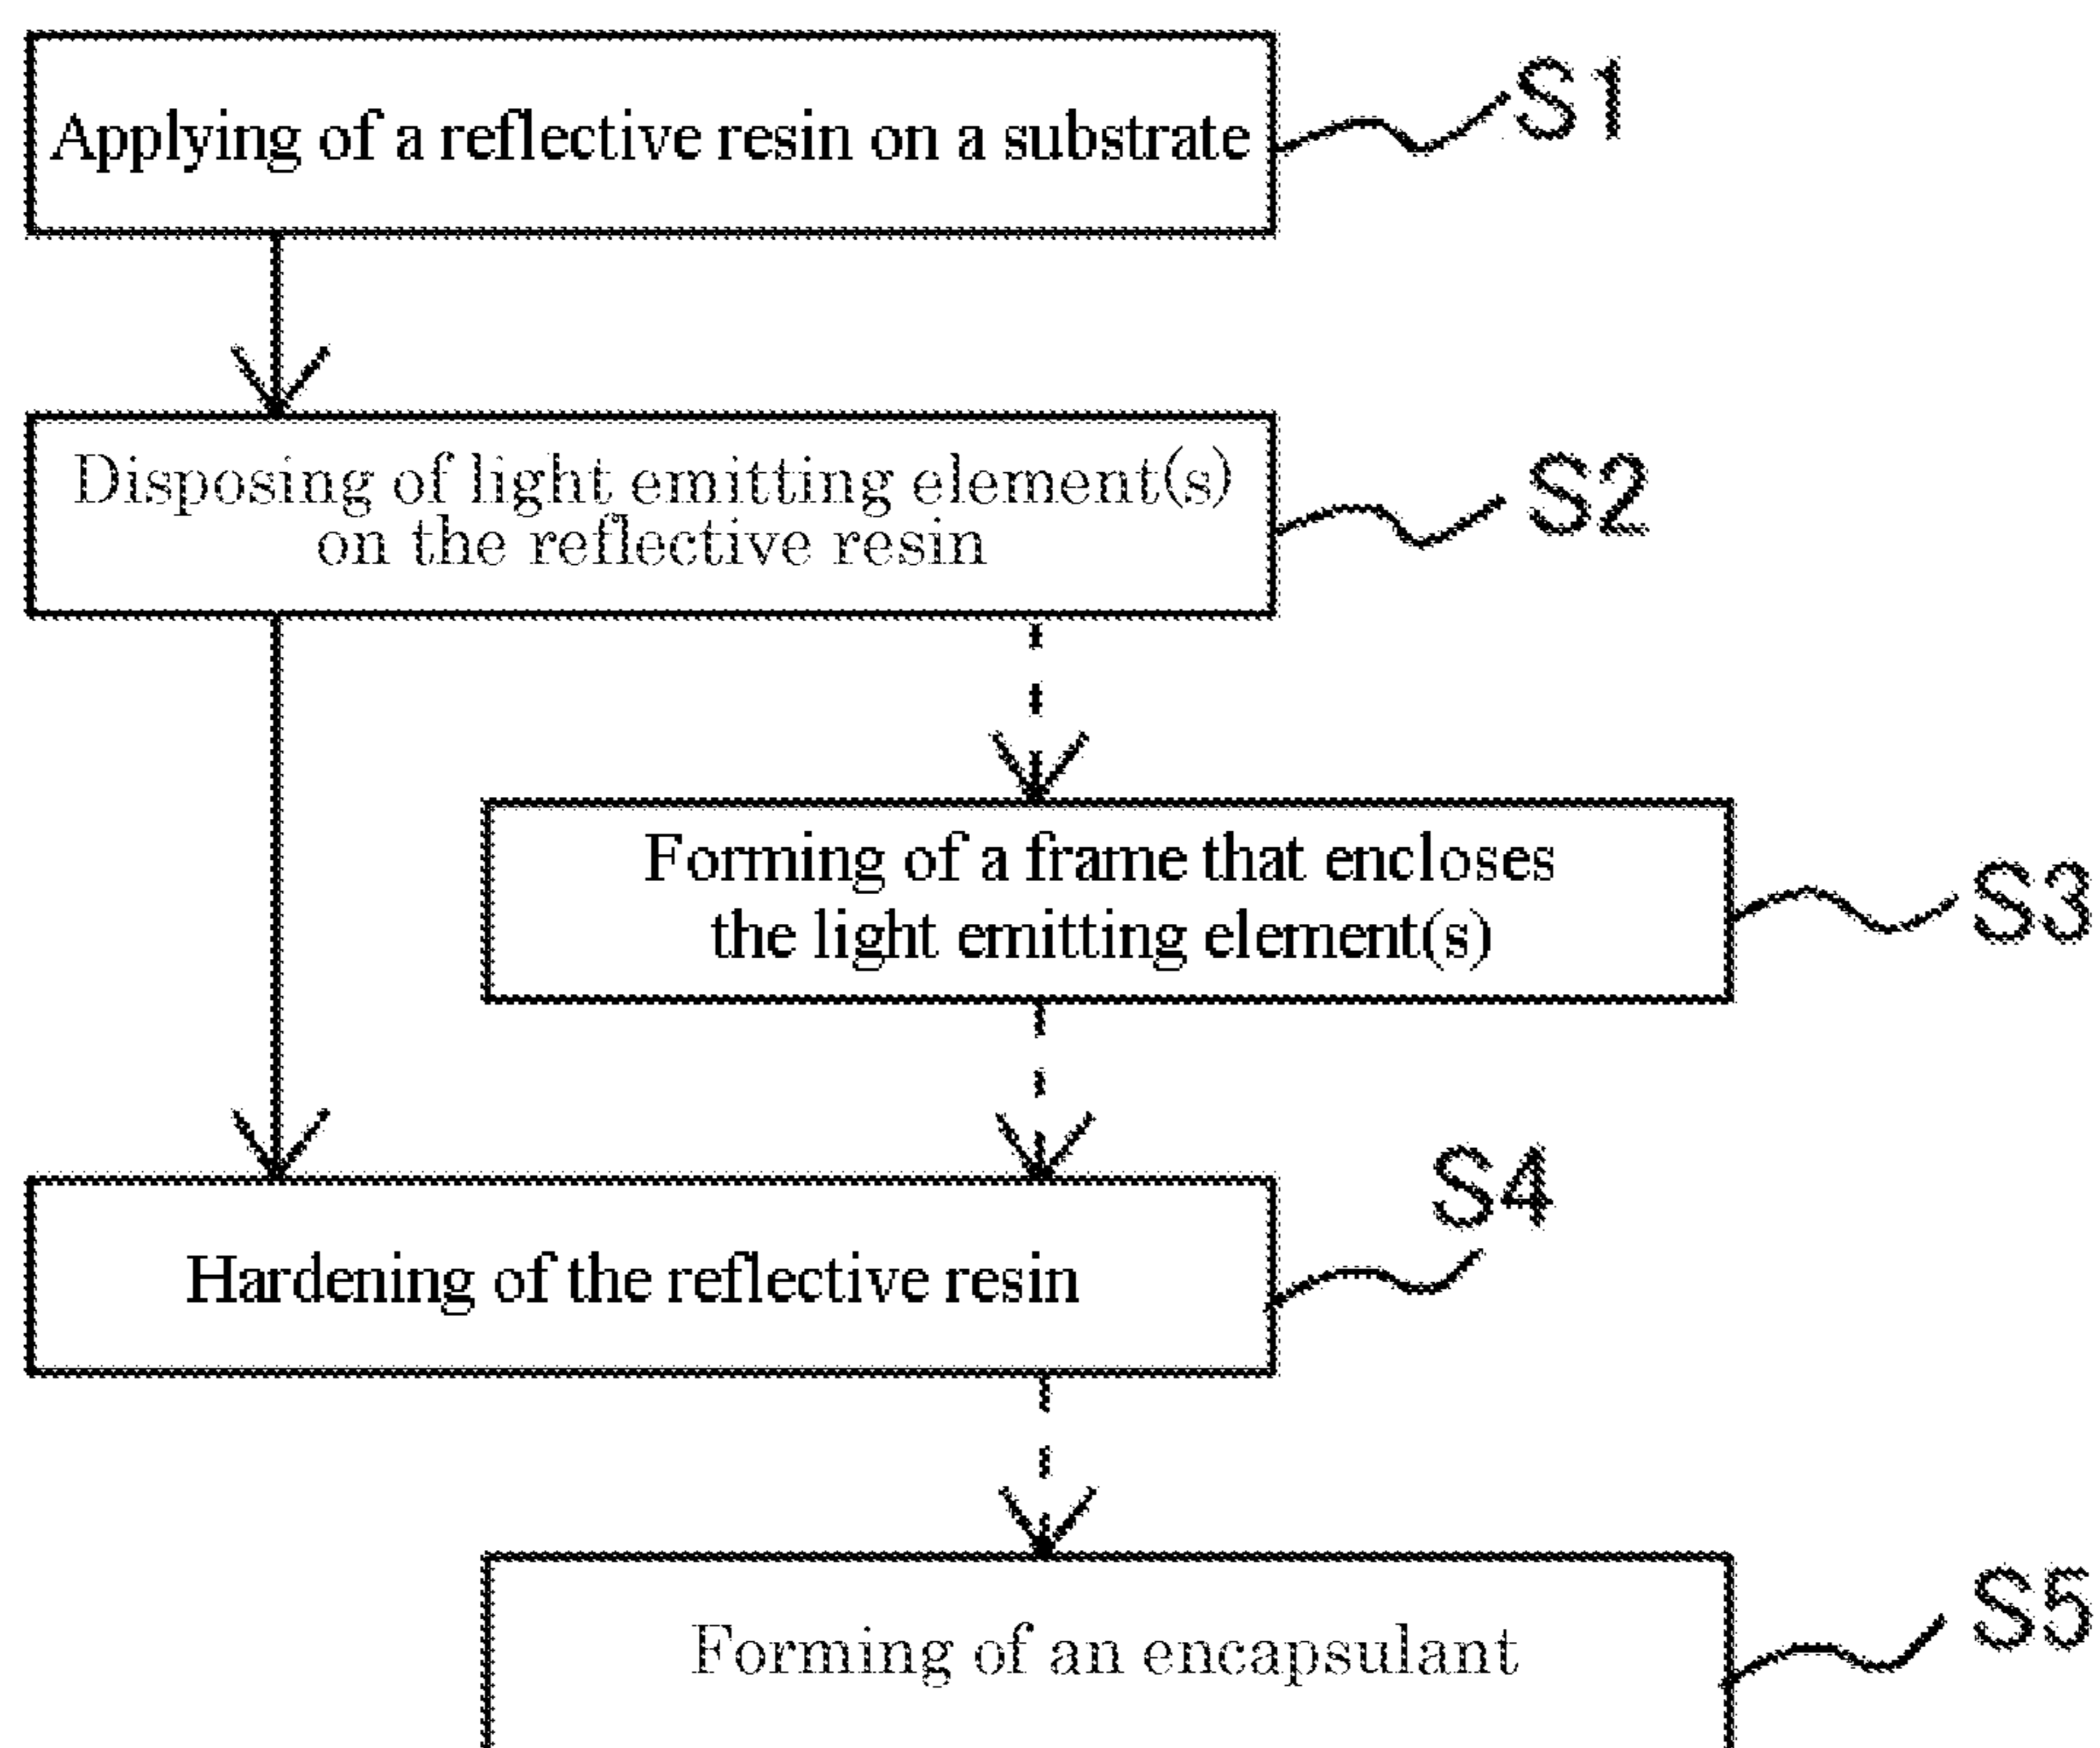 Applying of a reflective resin on a substrate
S1
Disposing of light emitting element(s)
on the reflective resin
S2
Forming of a frame that encloses
the light emitting element(s)
S3
Hardening of the reflective resin
S4
Forming of an encapsulant
S5